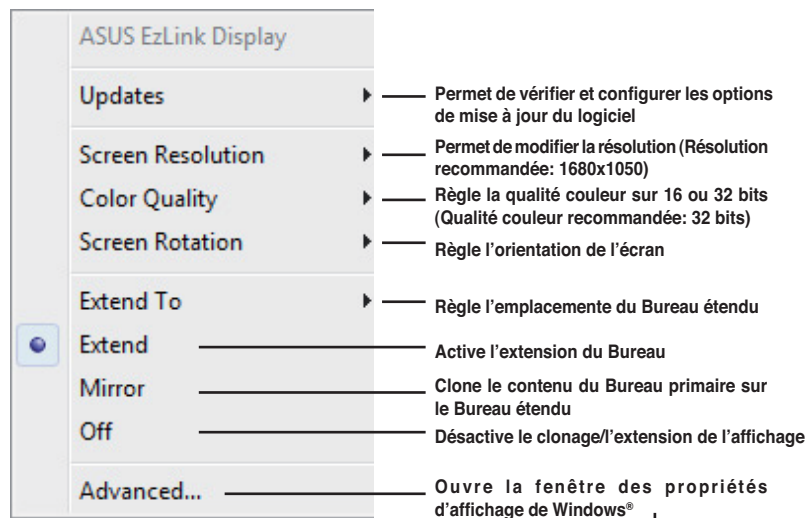 ASUS EzLink Display
Updates
Permet de vérifier et configurer les options
de mise à jour du logiciel
Screen Resolution
Permet de modifier la résolution (Résolution
recommandée: 1680x1050)
Color Quality
Règle la qualité couleur sur 16 ou 32 bits
(Qualité couleur recommandée: 32 bits)
Screen Rotation
Règle l’orientation de l’écran
Extend To
Règle l’emplacemente du Bureau étendu
Extend
Active l’extension du Bureau
Mirror
Clone le contenu du Bureau primaire sur
le Bureau étendu
Off
Désactive le clonage/l’extension de l’affichage
Advanced...
Ouvre la fenêtre des propriétés
d’affichage de Windows®